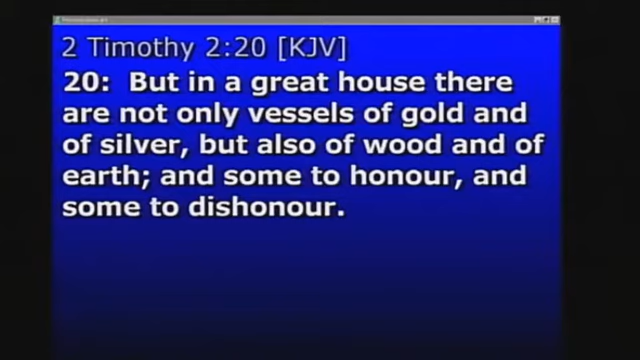 2 Timothy 2:20 [KJV]
20: But in a great house there
are not only vessels of gold and
of silver, but also of wood and of
earth; and some to honour, and
some to dishonour.